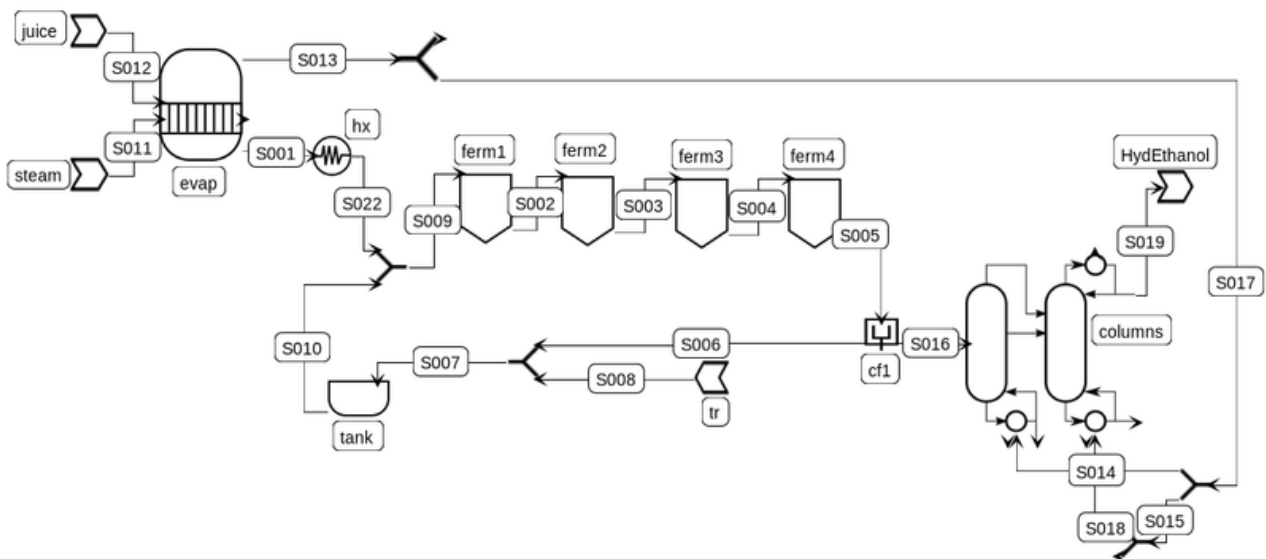 juice
S012
S013
steam
S011
evap
S001
hx
S022
ferm1
ferm2
ferm3
ferm4
S009
S002
S003
S004
S005
HydEthanol
S019
S017
columns
S010
S007
S006
S008
tr
tank
cf1
S016
S014
S018
S015